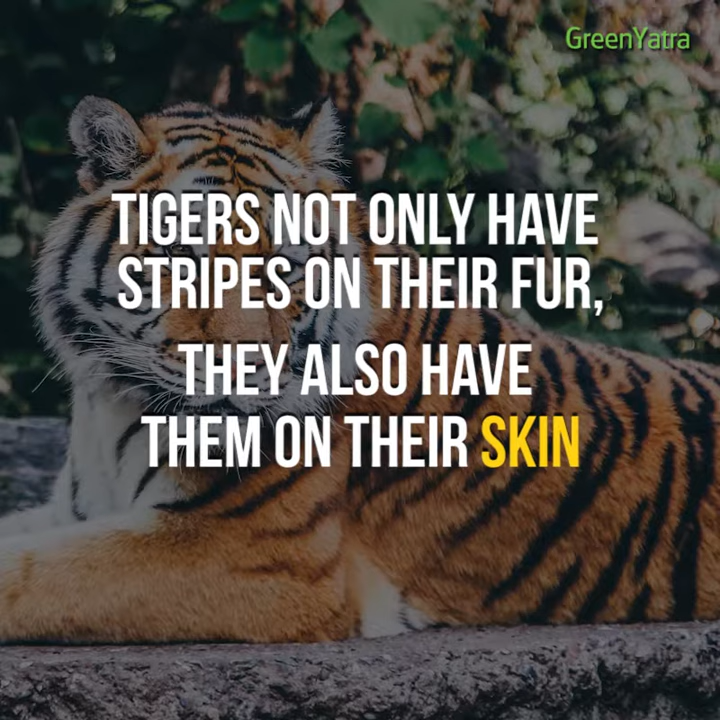 GreenYatra
TIGERS NOT ONLY HAVE
STRIPES ON THEIR FUR,
THEY ALSO HAVE
THEM ON THEIR SKIN